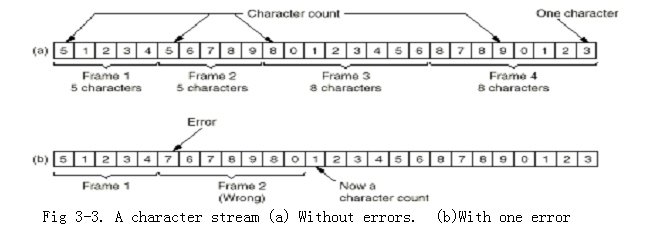 Character count One character
(a) 5 1 2 3 4 5 6 7 8 9 8 0 1 2 3 4 5 6 8 7 8 9 0 1 2 3
Frame 1 Frame 2 Frame 3 Frame 4
5 characters 5 characters 8 characters 8 characters
Error
(b) 5 1 2 3 4 7 6 7 8 9 8 0 1 2 3 4 5 6 8 7 8 9 0 1 2 3
Frame 1 Frame 2 Now a
(Wrong) character count
Fig 3-3. A character stream (a) Without errors. (b)With one error